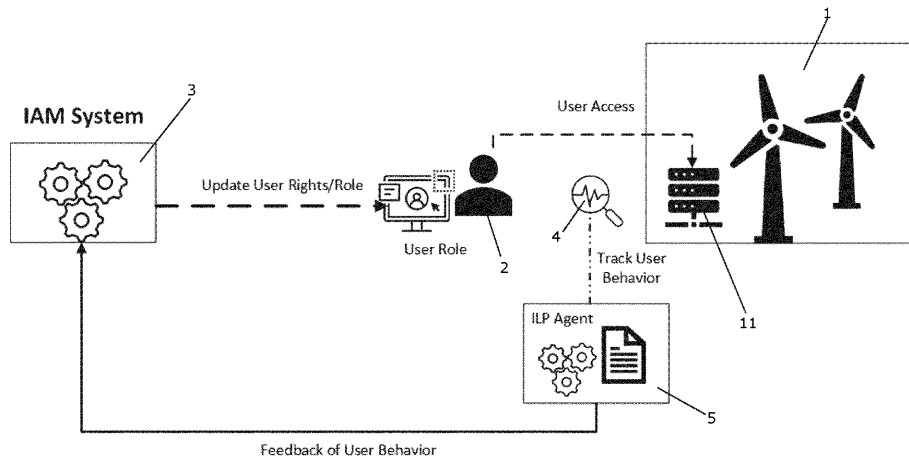 1
3
IAM System
User Access
Update User Rights/Role
User Role
2
4
Track User
Behavior
11
ILP Agent
5
Feedback of User Behavior